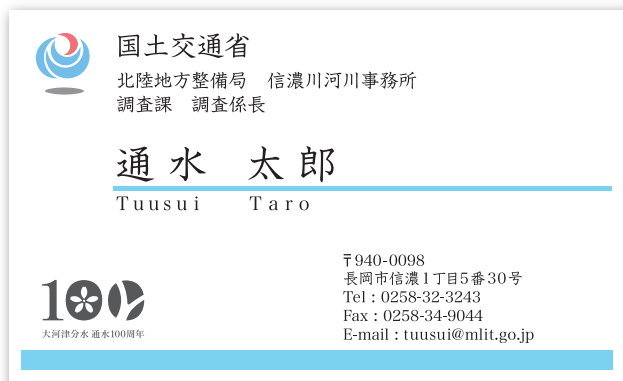 国土交通省
北陸地方整備局　信濃川河川事務所
調査課　調査係長
通水　太郎
Tuusui　Taro
〒940-0098
長岡市信濃1丁目5番30号
Tel : 0258-32-3243
Fax : 0258-34-9044
E-mail : tuusui@mlit.go.jp
100
大河津分水 通水100周年